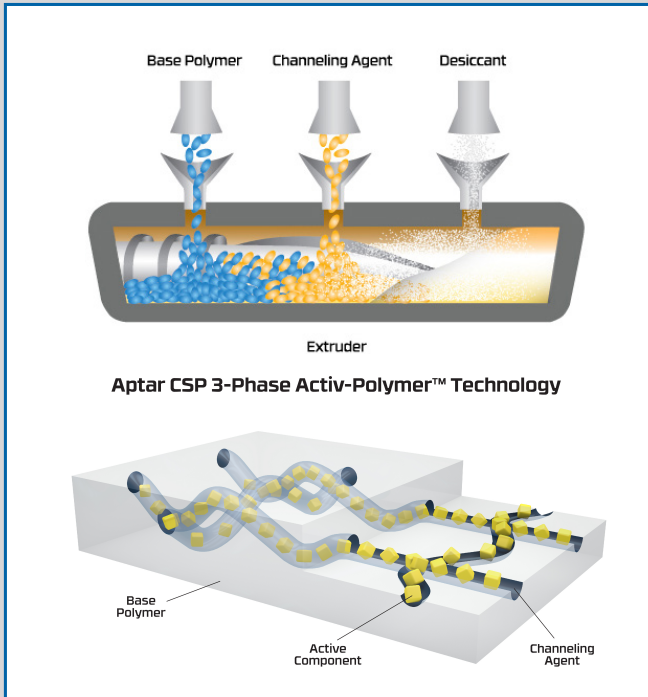 Base Polymer
Channeling Agent
Desiccant
Extruder
Aptar CSP 3-Phase Activ-Polymer™ Technology
Base
Polymer
Active
Component
Channeling
Agent